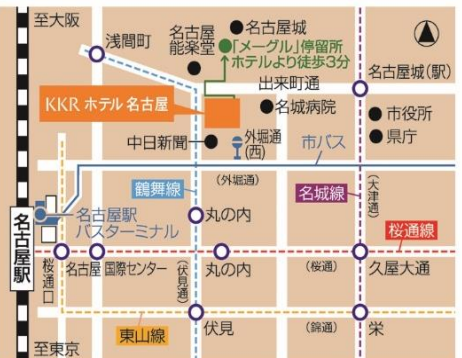 至大阪
浅間町
名古屋
能楽堂
名古屋城
「メーグル」停留所
ホテルより徒歩3分
出来町通
名古屋城(駅)
KKR ホテル 名古屋
名城病院
市役所
県庁
中日新聞
外堀通
(西)
市バス
(外堀通)
鶴舞線
名城線
(大津通)
名古屋駅
バスターミナル
丸の内
桜通線
名古屋駅
桜通口
名古屋
国際センター
(伏見通)
丸の内
(桜通)
久屋大通
東山線
伏見
(錦通)
栄
至東京